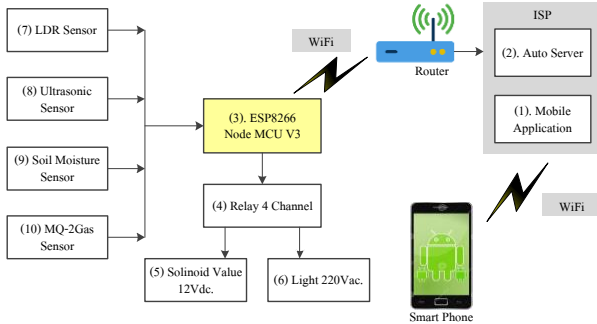 (7) LDR Sensor
(8) Ultrasonic
Sensor
(9) Soil Moisture
Sensor
(10) MQ-2Gas
Sensor
(3). ESP8266
Node MCU V3
(4) Relay 4 Channel
(5) Solinoid Value
12Vdc.
(6) Light 220Vac.
WiFi
Router
ISP
(2). Auto Server
(1). Mobile
Application
WiFi
Smart Phone